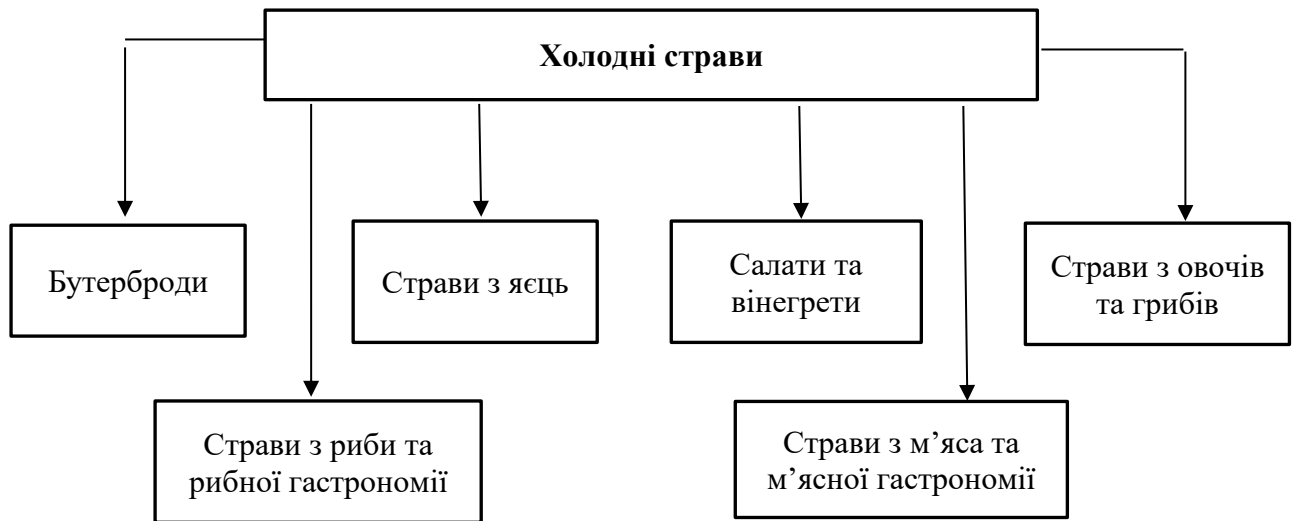 Холодні страви
Бутерброди
Страви з яєць
Салати та
вінегрети
Страви з овочів
та грибів
Страви з риби та
рибної гастрономії
Страви з м’яса та
м’ясної гастрономії